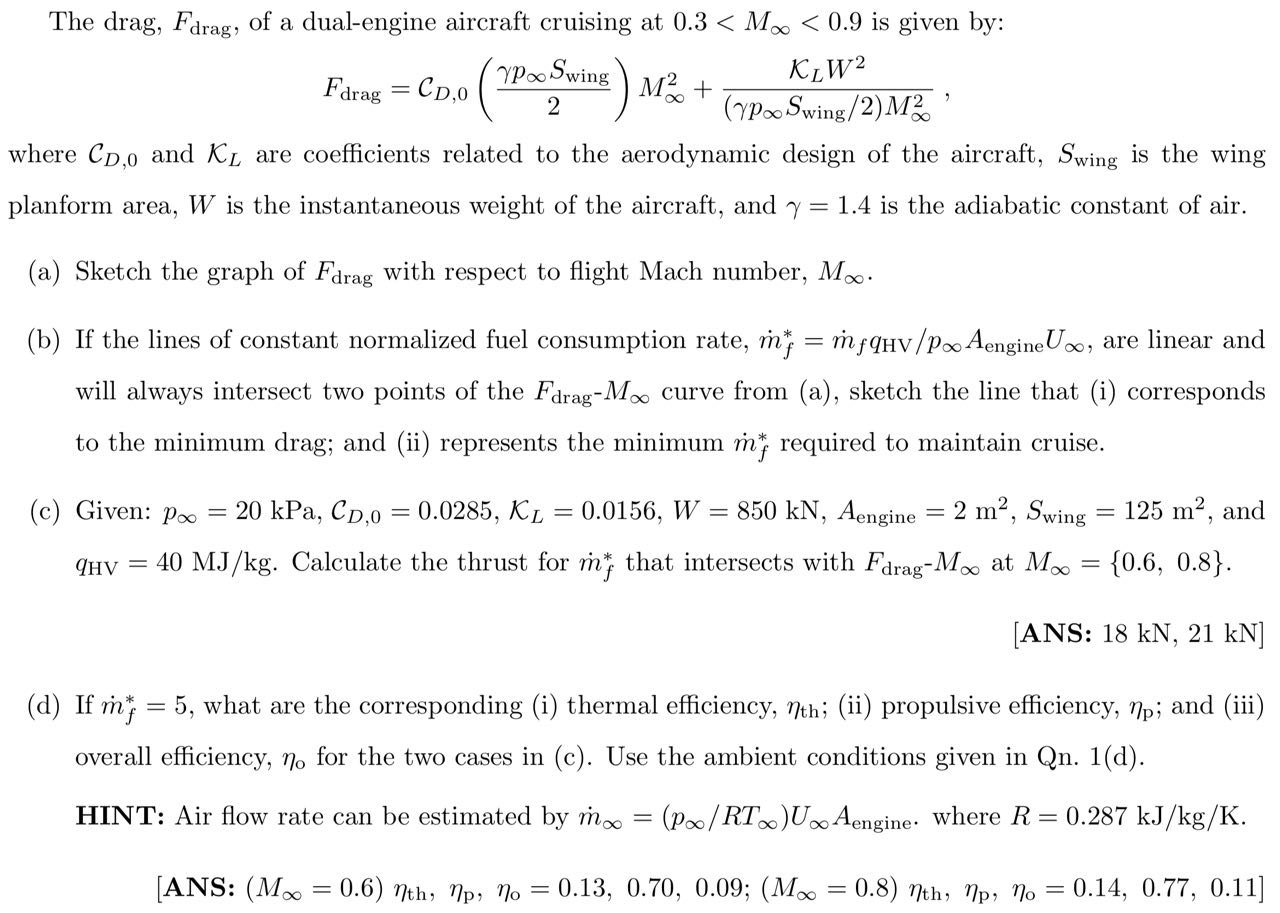 The drag, F_drag, of a dual-engine aircraft cruising at 0.3 < M_∞ < 0.9 is given by:
F_drag = C_{D,0} (γp_∞S_wing / 2) M_∞^2 + K_L W^2 / ((γp_∞S_wing/2)M_∞^2) ,
where C_{D,0} and K_L are coefficients related to the aerodynamic design of the aircraft, S_wing is the wing
planform area, W is the instantaneous weight of the aircraft, and γ = 1.4 is the adiabatic constant of air.
(a) Sketch the graph of F_drag with respect to flight Mach number, M_∞.
(b) If the lines of constant normalized fuel consumption rate, ṁ_f^* = ṁ_f q_HV/p_∞A_engineU_∞, are linear and
will always intersect two points of the F_drag-M_∞ curve from (a), sketch the line that (i) corresponds
to the minimum drag; and (ii) represents the minimum ṁ_f^* required to maintain cruise.
(c) Given: p_∞ = 20 kPa, C_{D,0} = 0.0285, K_L = 0.0156, W = 850 kN, A_engine = 2 m^2, S_wing = 125 m^2, and
q_HV = 40 MJ/kg. Calculate the thrust for ṁ_f^* that intersects with F_drag-M_∞ at M_∞ = {0.6, 0.8}.
[ANS: 18 kN, 21 kN]
(d) If ṁ_f^* = 5, what are the corresponding (i) thermal efficiency, η_th; (ii) propulsive efficiency, η_p; and (iii)
overall efficiency, η_o for the two cases in (c). Use the ambient conditions given in Qn. 1(d).
HINT: Air flow rate can be estimated by ṁ_∞ = (p_∞/RT_∞)U_∞A_engine. where R = 0.287 kJ/kg/K.
[ANS: (M_∞ = 0.6) η_th, η_p, η_o = 0.13, 0.70, 0.09; (M_∞ = 0.8) η_th, η_p, η_o = 0.14, 0.77, 0.11]